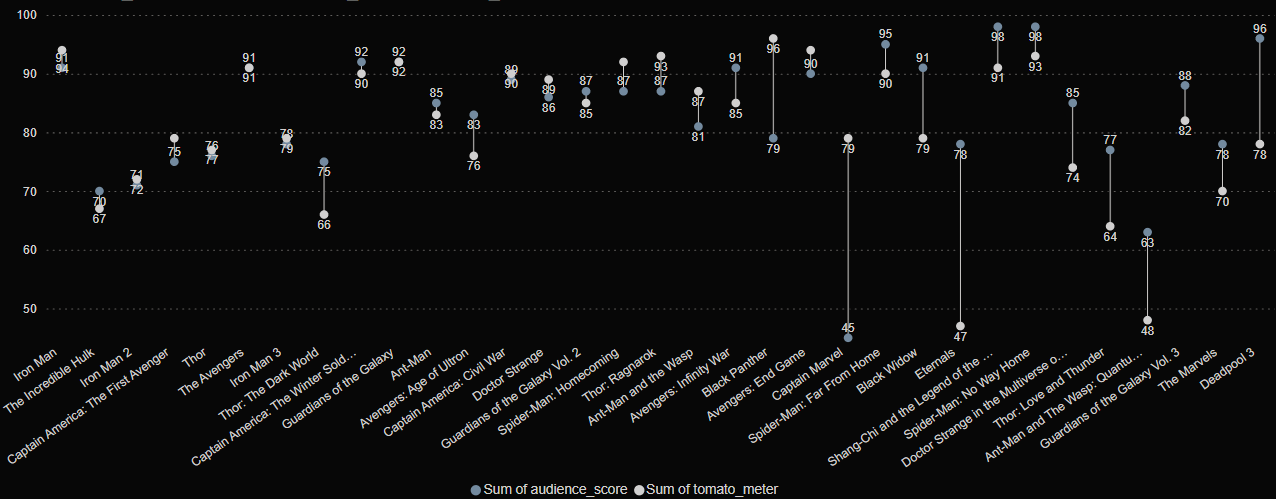 100
90
80
70
60
50
91
94
70
67
71
72
75
76
77
91
91
78
79
75
66
92
90
92
92
85
83
83
76
89
90
89
86
87
85
87
93
87
87
81
91
85
96
79
90
79
45
95
90
91
79
78
47
98
91
98
93
85
74
77
64
63
48
88
82
78
70
96
78
Iron Man
The Incredible Hulk
Iron Man 2
Captain America: The First Avenger
Thor
The Avengers
Iron Man 3
Thor: The Dark World
Captain America: The Winter Sold...
Guardians of the Galaxy
Ant-Man
Avengers: Age of Ultron
Captain America: Civil War
Doctor Strange
Guardians of the Galaxy Vol. 2
Spider-Man: Homecoming
Thor: Ragnarok
Ant-Man and the Wasp
Avengers: Infinity War
Black Panther
Avengers: End Game
Captain Marvel
Spider-Man: Far From Home
Black Widow
Eternals
Shang-Chi and the Legend of the ...
Spider-Man: No Way Home
Doctor Strange in the Multiverse o...
Thor: Love and Thunder
Ant-Man and The Wasp: Quantu...
Guardians of the Galaxy Vol. 3
The Marvels
Deadpool 3
Sum of audience_score
Sum of tomato_meter